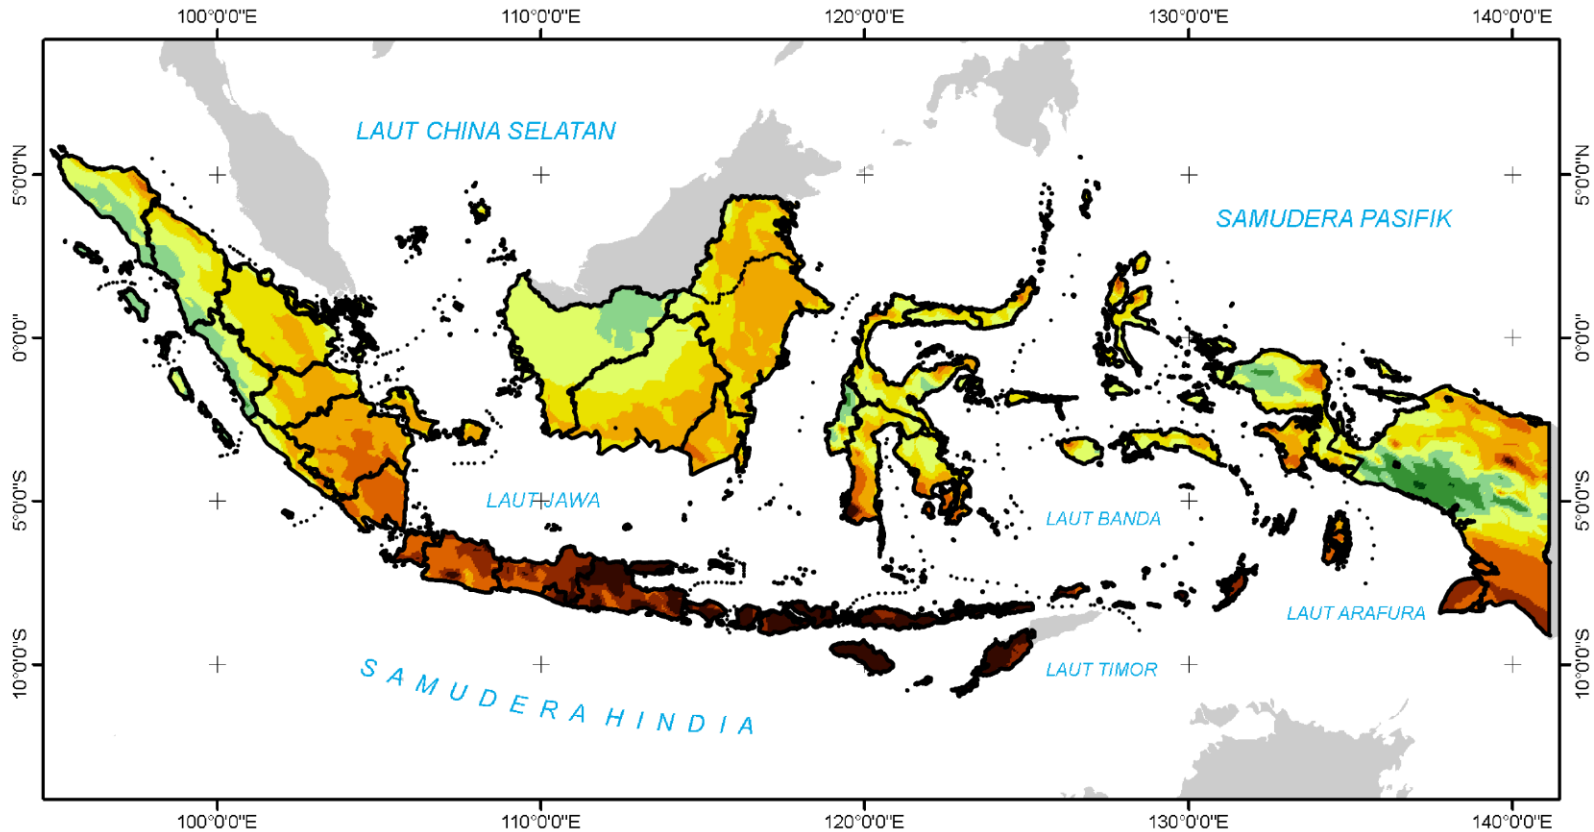 100°0'0"E 110°0'0"E 120°0'0"E 130°0'0"E 140°0'0"E
LAUT CHINA SELATAN
5°0'0"N 5°0'0"N
SAMUDERA PASIFIK
0°0'0" 0°0'0"
LAUT JAWA
5°0'0"S 5°0'0"S
LAUT BANDA
LAUT ARAFURA
10°0'0"S 10°0'0"S
LAUT TIMOR
SAMUDERA HINDIA
100°0'0"E 110°0'0"E 120°0'0"E 130°0'0"E 140°0'0"E